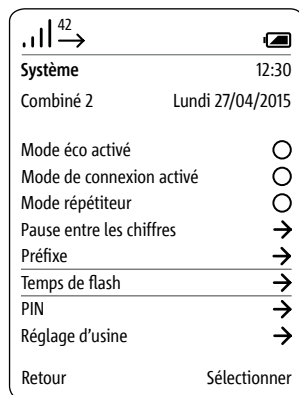 42
Système 12:30
Combiné 2 Lundi 27/04/2015
Mode éco activé
Mode de connexion activé
Mode répétiteur
Pause entre les chiffres
Préfixe
Temps de flash
PIN
Réglage d'usine
Retour Sélectionner